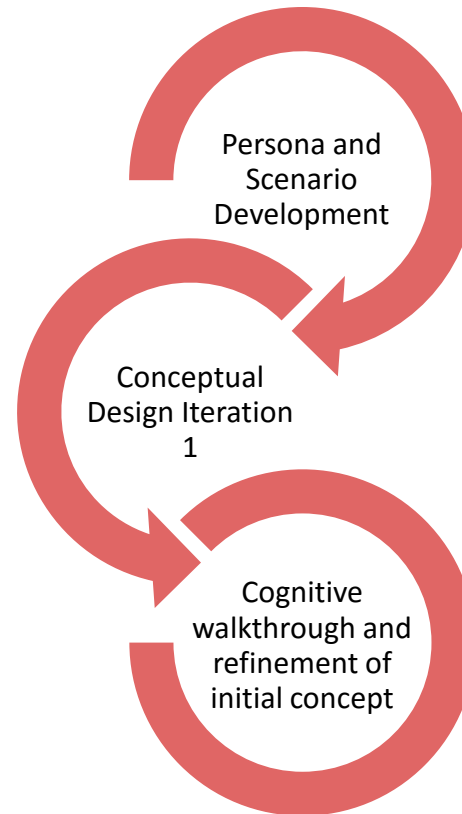 Persona and
Scenario
Development
Conceptual
Design Iteration
1
Cognitive
walkthrough and
refinement of
initial concept